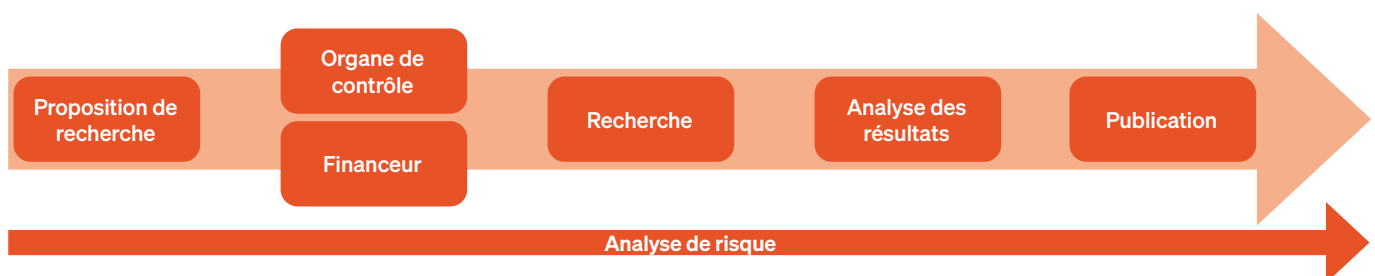 Proposition de
recherche
Organe de
contrôle
Financeur
Recherche
Analyse des
résultats
Publication
Analyse de risque